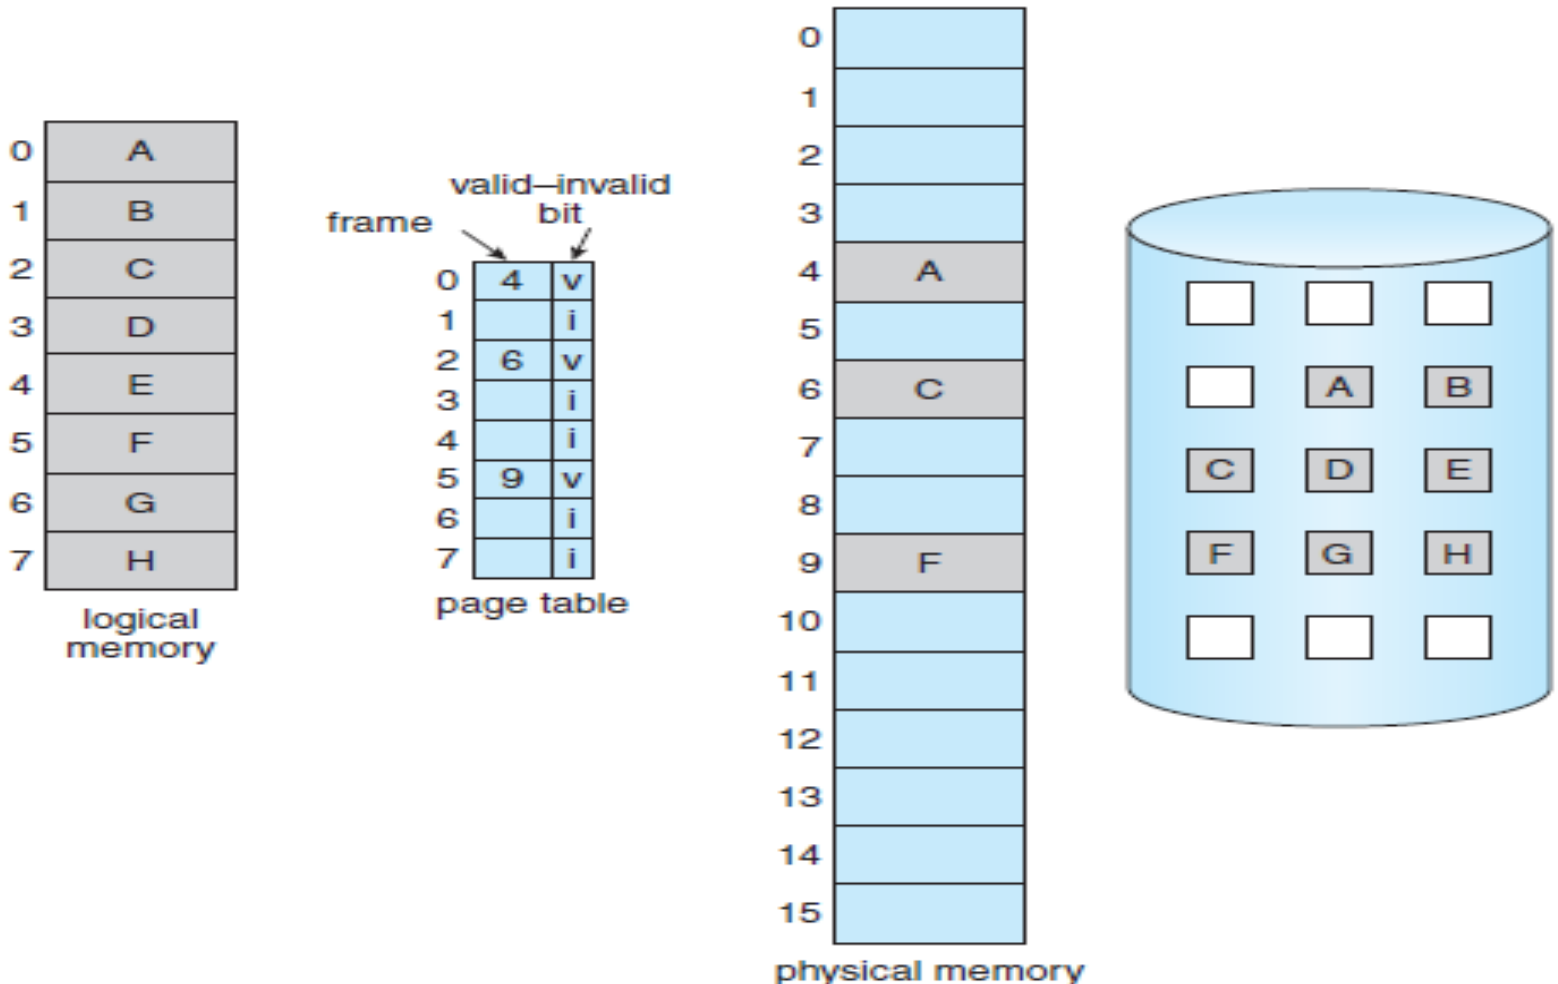 0 A
1 B
2 C
3 D
4 E
5 F
6 G
7 H
logical
memory
valid–invalid
bit
frame
0 4 v
1 i
2 6 v
3 i
4 i
5 9 v
6 i
7 i
page table
0
1
2
3
4 A
5
6 C
7
8
9 F
10
11
12
13
14
15
physical memory
A B
C D E
F G H